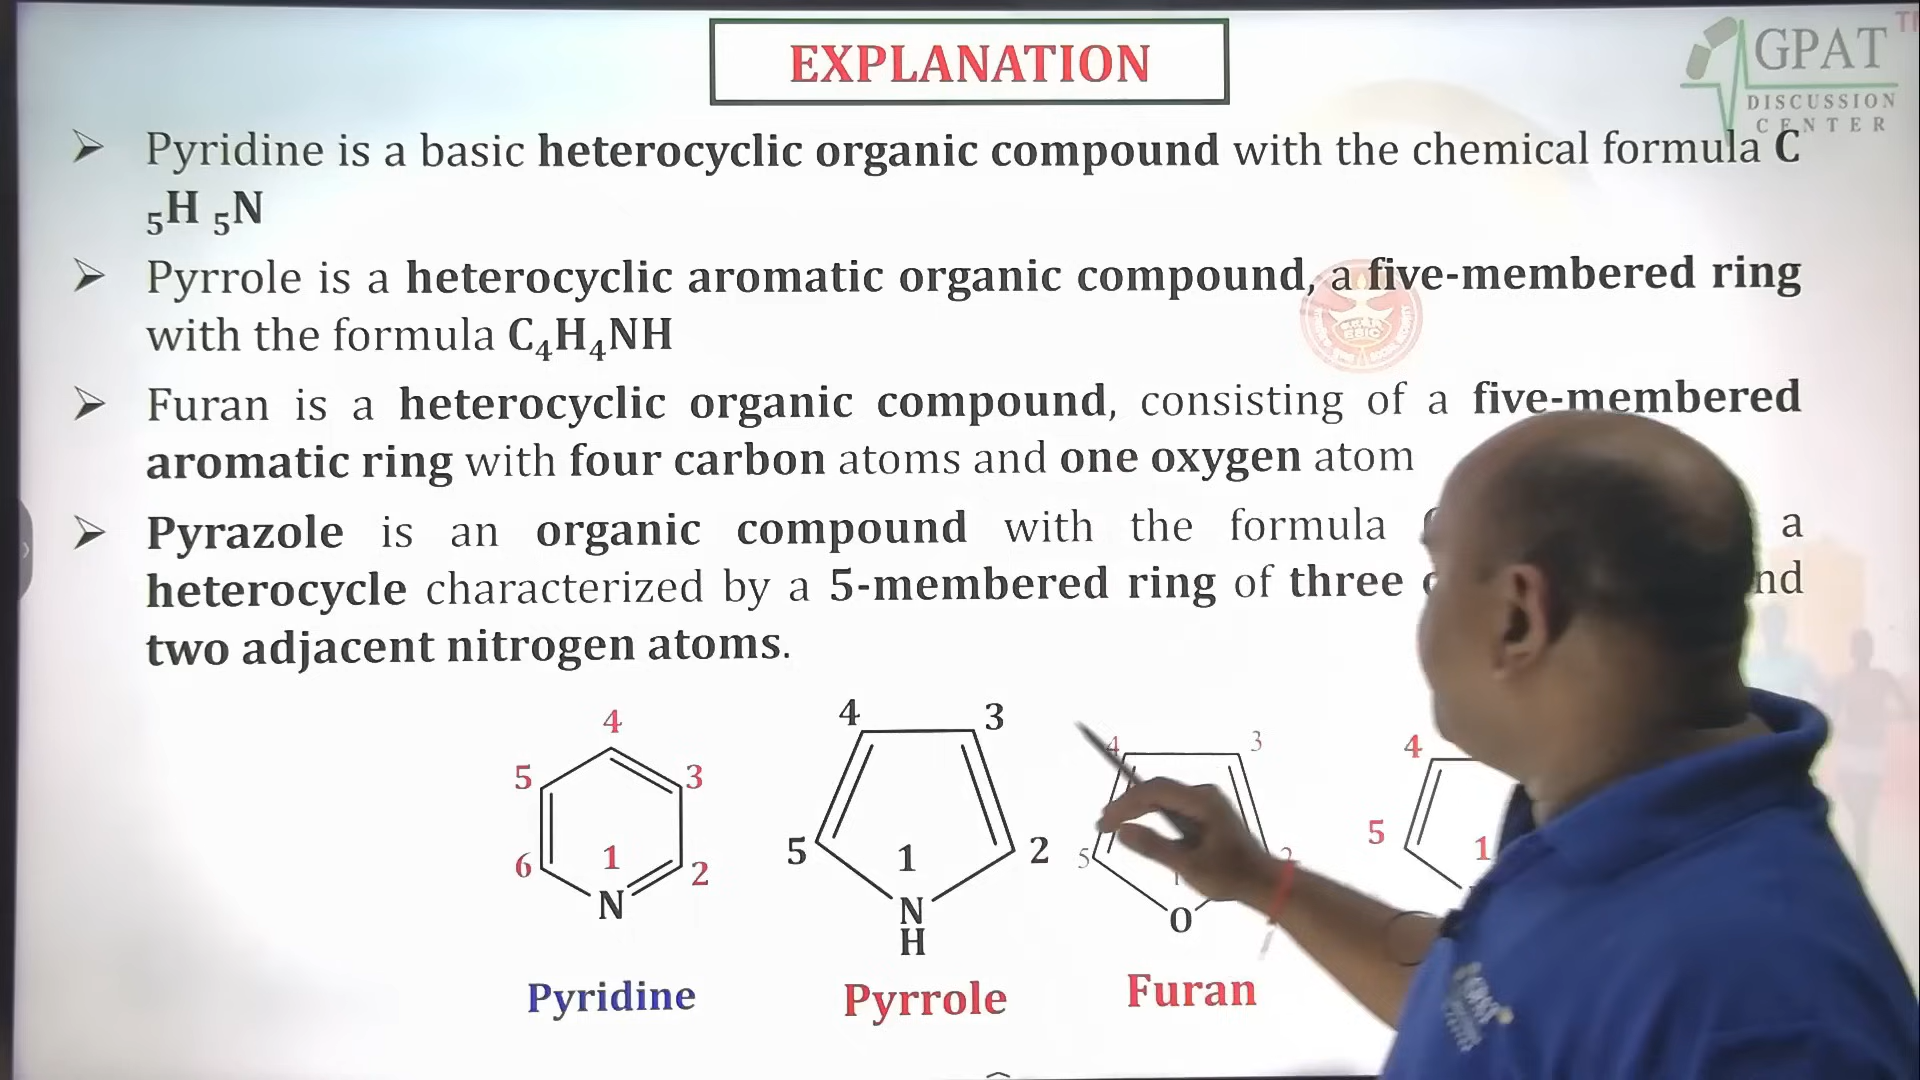 EXPLANATION
GPAT
TM
DISCUSSION
CENTER
➢ Pyridine is a basic heterocyclic organic compound with the chemical formula C
5H 5N
➢ Pyrrole is a heterocyclic aromatic organic compound, a five-membered ring
with the formula C4H4NH
➢ Furan is a heterocyclic organic compound, consisting of a five-membered
aromatic ring with four carbon atoms and one oxygen atom
➢ Pyrazole is an organic compound with the formula a
heterocycle characterized by a 5-membered ring of three
two adjacent nitrogen atoms.
4
5 3
6 1 2
N
4 3
5 1 2
N
H
4 3
5 2
O
4
5 1
Pyridine Pyrrole Furan